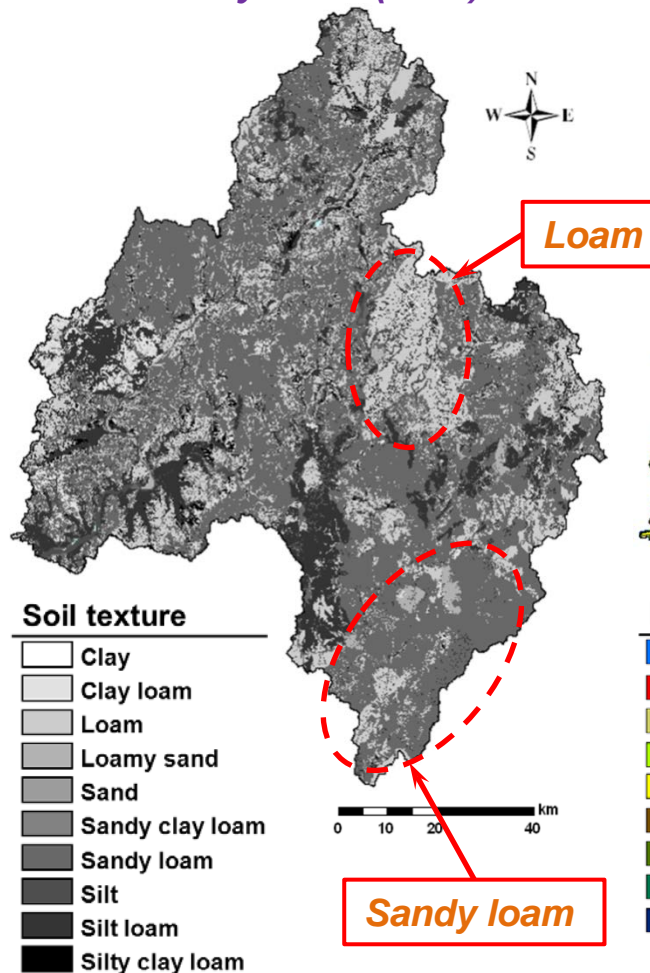 N
W E
S
Loam
Soil texture
Clay
Clay loam
Loam
Loamy sand
Sand
Sandy clay loam
Sandy loam
Silt
Silt loam
Silty clay loam
km
0 10 20 40
Sandy loam